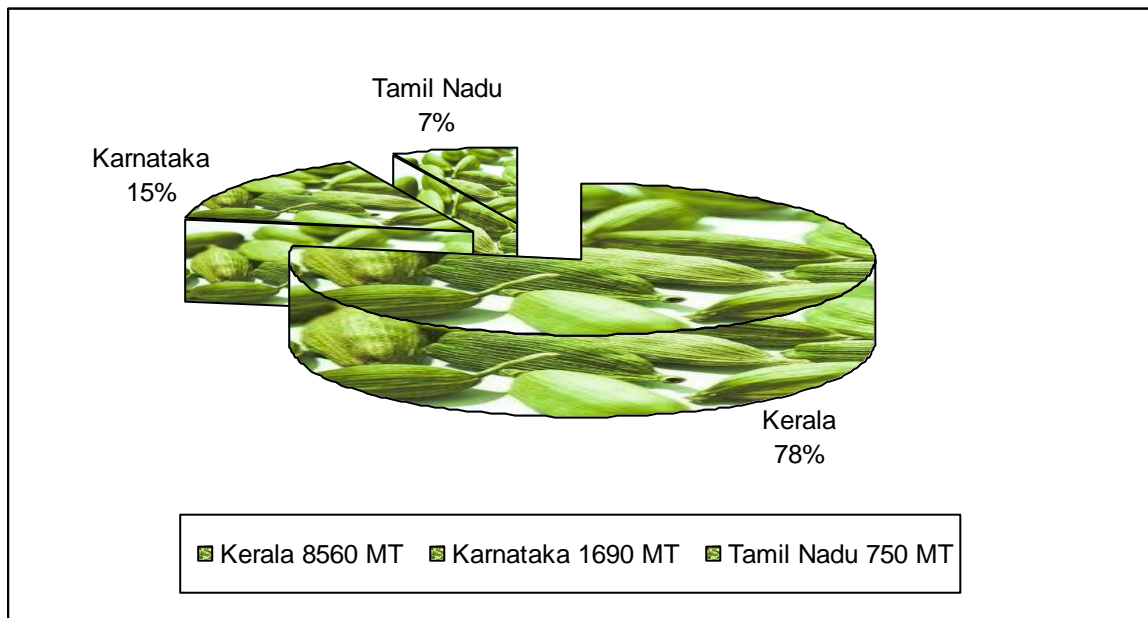 Tamil Nadu
7%
Karnataka
15%
Kerala
78%
Kerala 8560 MT Karnataka 1690 MT Tamil Nadu 750 MT